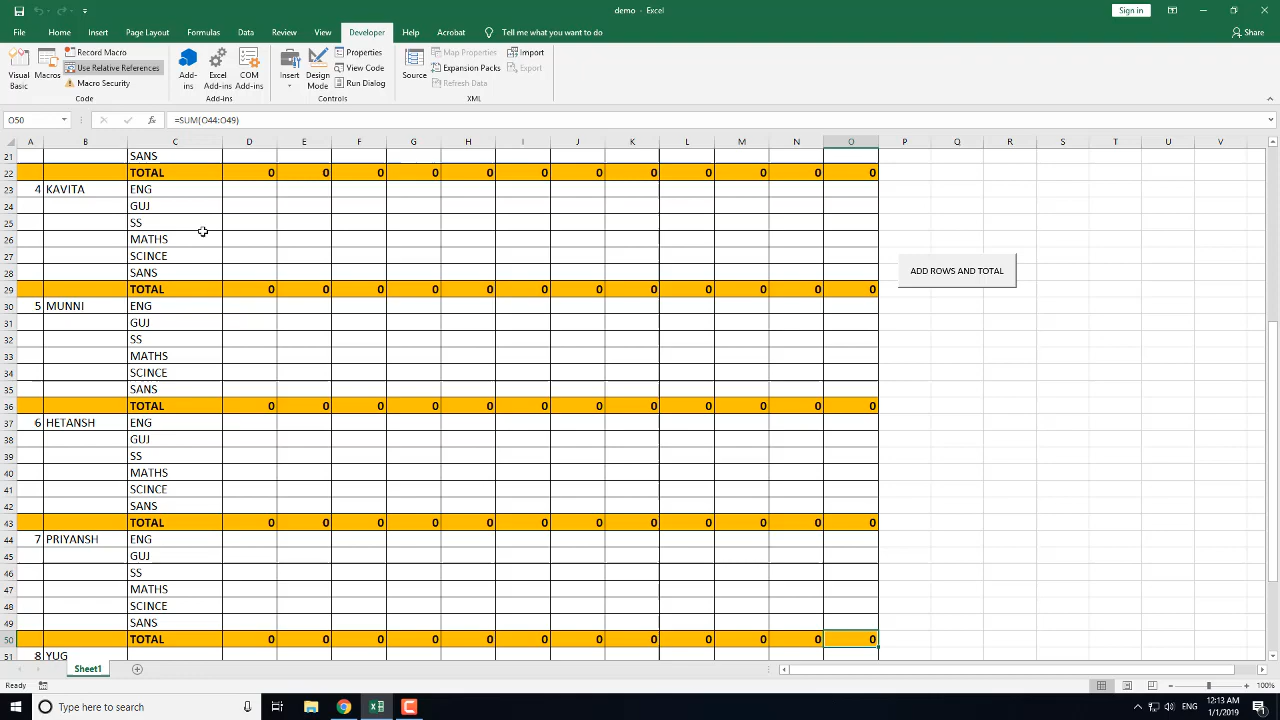 demo - Excel
Sign in
File Home Insert Page Layout Formulas Data Review View Developer Help Acrobat Tell me what you want to do Share
Visual Basic
Macros
Record Macro
Use Relative References
Macro Security
Code
Add-ins
Excel Add-ins
COM Add-ins
Add-ins
Insert
Design Mode
Properties
View Code
Run Dialog
Controls
Source
Map Properties
Expansion Packs
Refresh Data
Import
Export
XML
O50 fx =SUM(O44:O49)
A B C D E F G H I J K L M N O P Q R S T U V
21 SANS
22 TOTAL 0 0 0 0 0 0 0 0 0 0 0 0
23 4 KAVITA ENG
24 GUJ
25 SS
26 MATHS
27 SCINCE
28 SANS
29 TOTAL 0 0 0 0 0 0 0 0 0 0 0 0
30 5 MUNNI ENG
31 GUJ
32 SS
33 MATHS
34 SCINCE
35 SANS
36 TOTAL 0 0 0 0 0 0 0 0 0 0 0 0
37 6 HETANSH ENG
38 GUJ
39 SS
40 MATHS
41 SCINCE
42 SANS
43 TOTAL 0 0 0 0 0 0 0 0 0 0 0 0
44 7 PRIYANSH ENG
45 GUJ
46 SS
47 MATHS
48 SCINCE
49 SANS
50 TOTAL 0 0 0 0 0 0 0 0 0 0 0 0
51 8 YUG
ADD ROWS AND TOTAL
Sheet1
Ready
100%
Type here to search
ENG
12:13 AM
1/1/2019